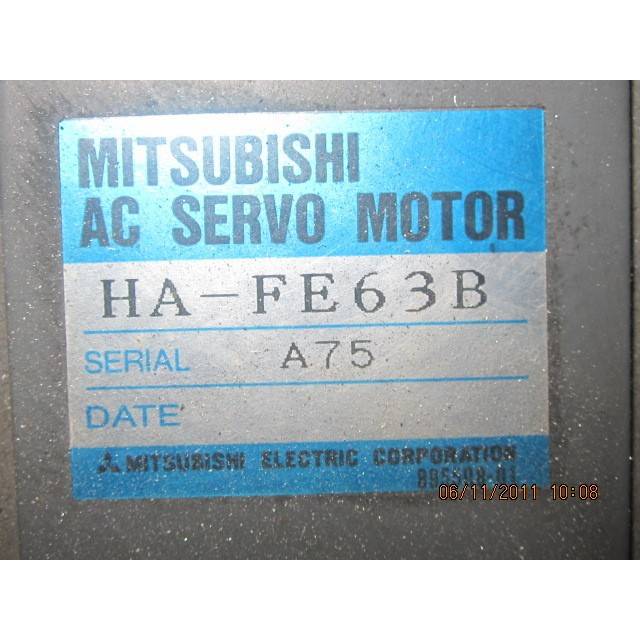 MITSUBISHI
AC SERVO MOTOR
HA-FE63B
SERIAL A75
DATE
MITSUBISHI ELECTRIC CORPORATION
06/11/2011 10:08